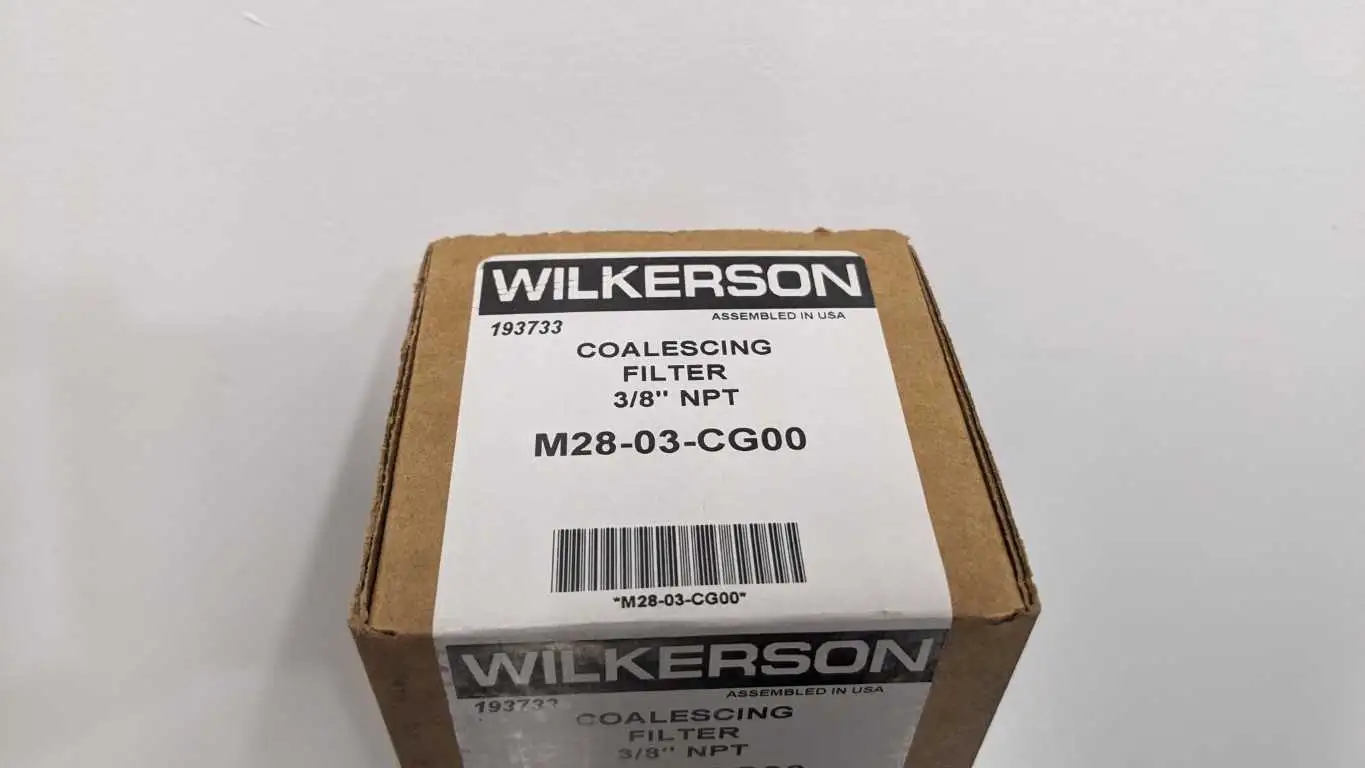 WILKERSON
193733
ASSEMBLED IN USA
COALESCING
FILTER
3/8" NPT
M28-03-CG00
"M28-03-CG00"
WILKERSON
ASSEMBLED IN USA
COALESCING
FILTER
3/8" NPT